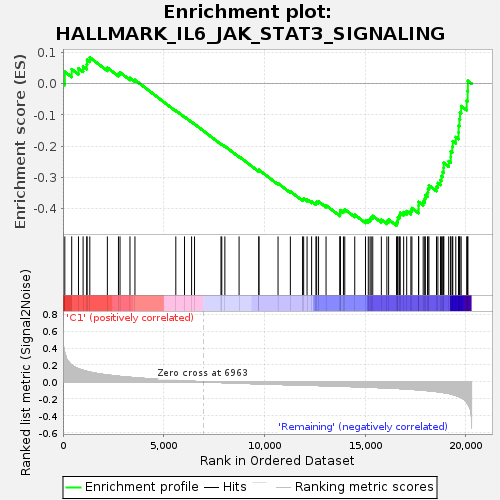 Enrichment plot:
HALLMARK_IL6_JAK_STAT3_SIGNALING
Enrichment score (ES)
0.1
0.0
-0.1
-0.2
-0.3
-0.4
'C1' (positively correlated)
Ranked list metric (Signal2Noise)
0.8
0.6
0.4
0.2
0.0
-0.2
-0.4
-0.6
Zero cross at 6963
'Remaining' (negatively correlated)
0
5,000
10,000
15,000
20,000
Rank in Ordered Dataset
Enrichment profile
Hits
Ranking metric scores